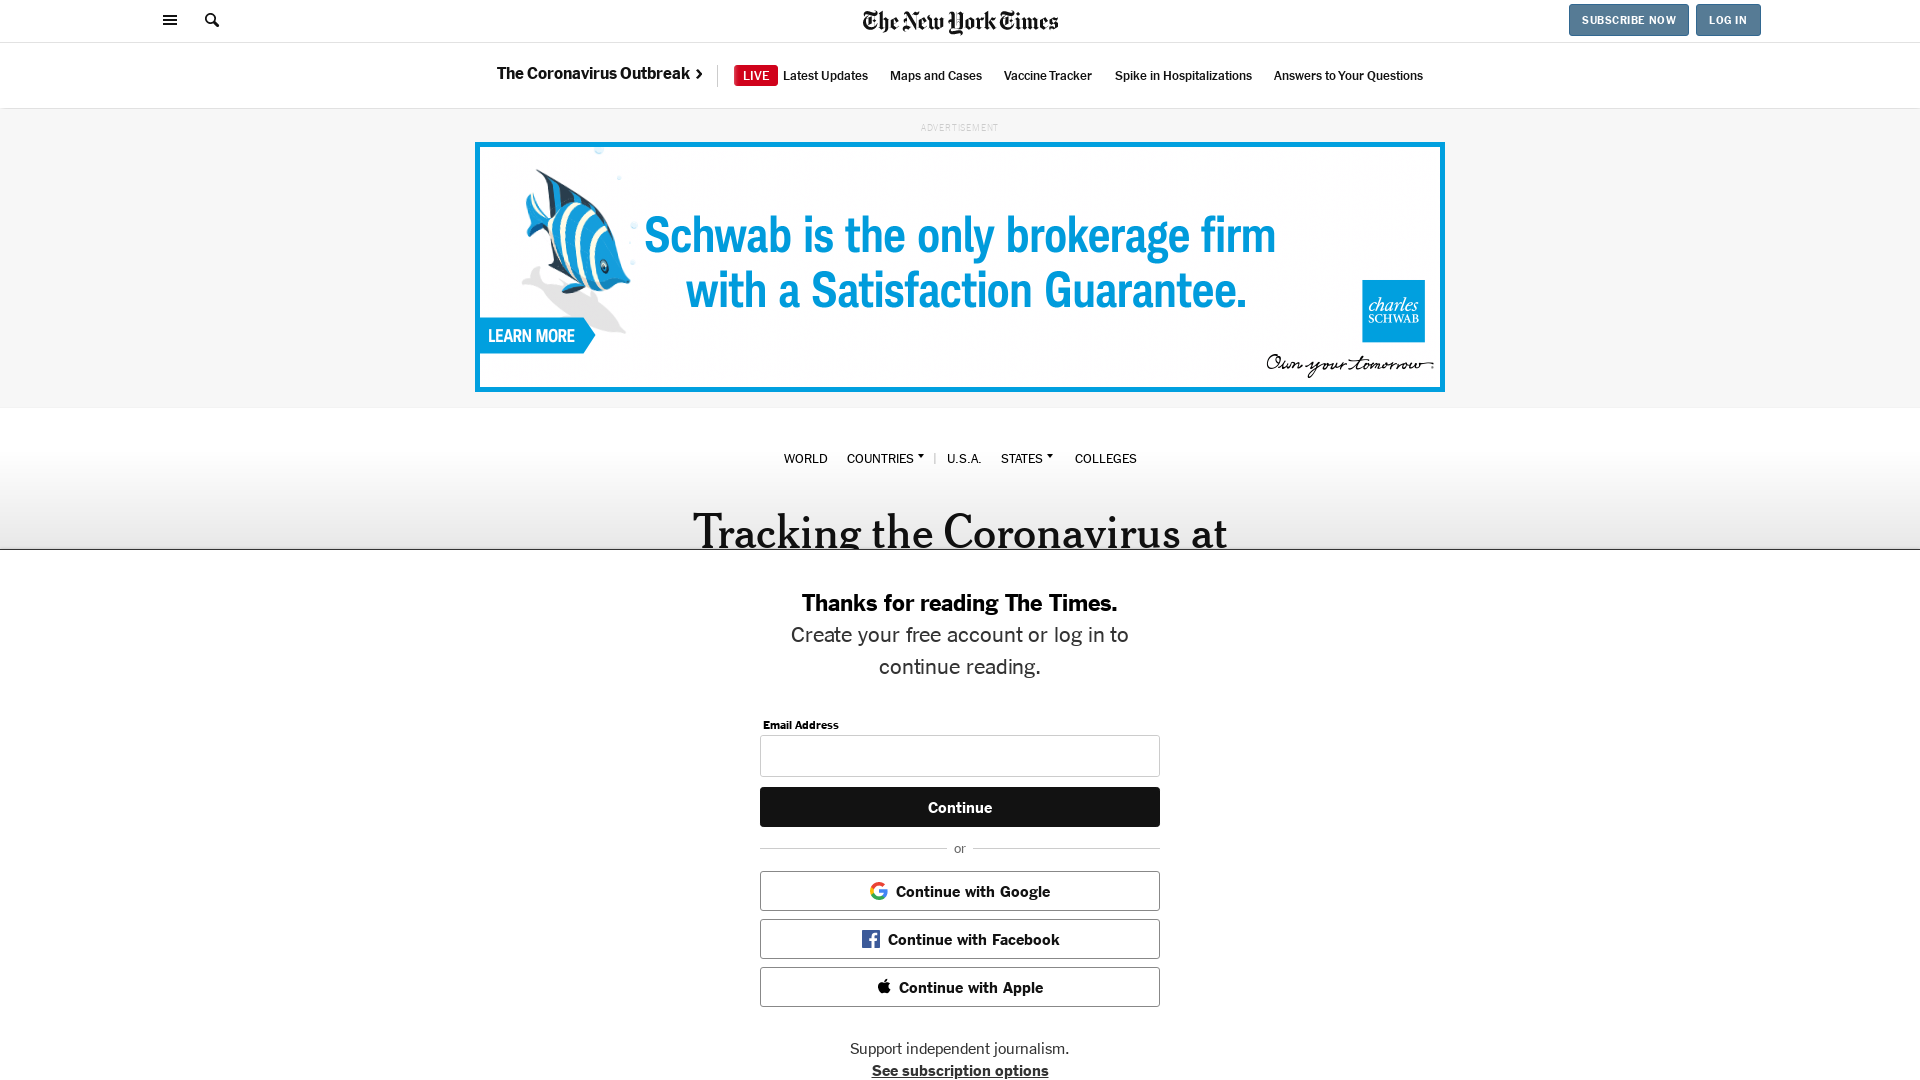 The New York Times
SUBSCRIBE NOW
LOG IN
The Coronavirus Outbreak
LIVE Latest Updates
Maps and Cases
Vaccine Tracker
Spike in Hospitalizations
Answers to Your Questions
ADVERTISEMENT
Schwab is the only brokerage firm
with a Satisfaction Guarantee.
LEARN MORE
charles
SCHWAB
Own your tomorrow.
WORLD
COUNTRIES
U.S.A.
STATES
COLLEGES
Tracking the Coronavirus at
Thanks for reading The Times.
Create your free account or log in to
continue reading.
Email Address
Continue
or
Continue with Google
Continue with Facebook
Continue with Apple
Support independent journalism.
See subscription options